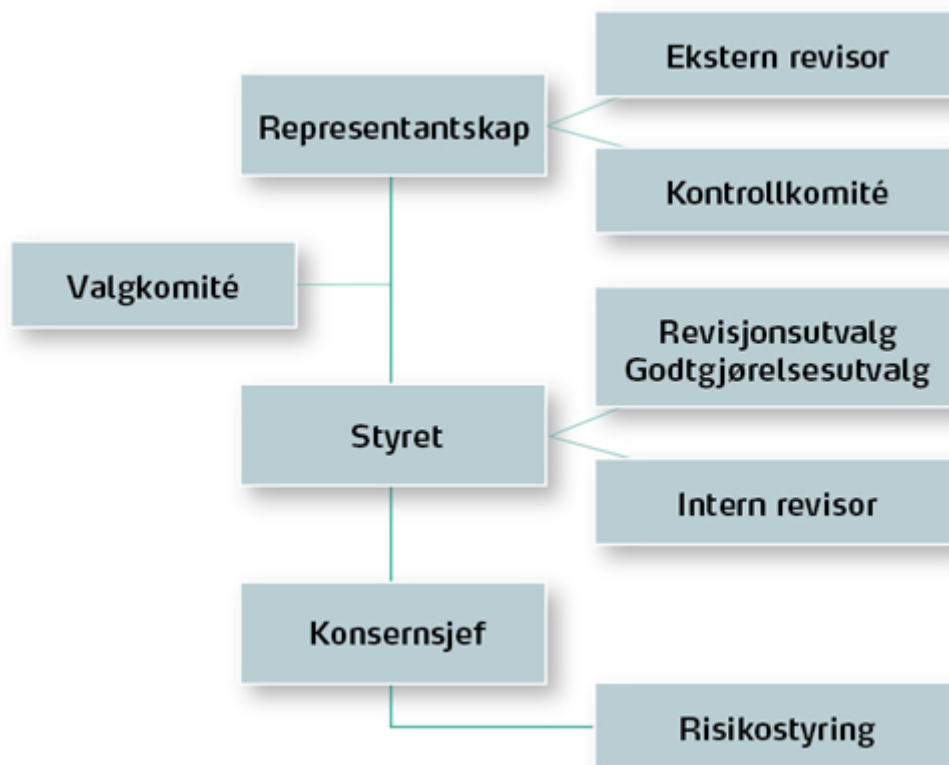 Ekstern revisor
Representantskap
Kontrollkomité
Valgkomité
Revisjonsutvalg
Godtgjørelsesutvalg
Styret
Intern revisor
Konsernsjef
Risikostyring